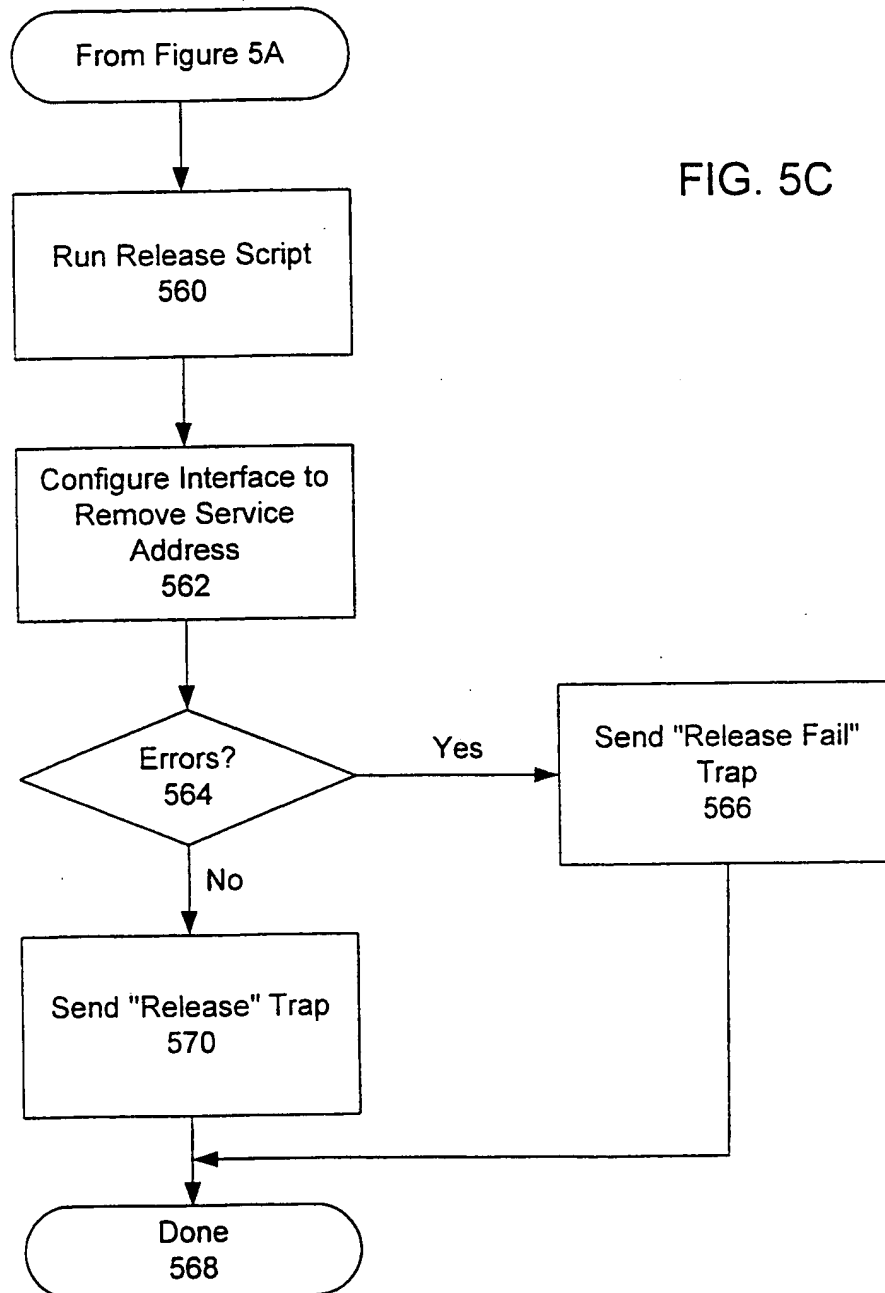 From Figure 5A
FIG. 5C
Run Release Script
560
Configure Interface to
Remove Service
Address
562
Errors?
564
Yes
Send "Release Fail"
Trap
566
No
Send "Release" Trap
570
Done
568